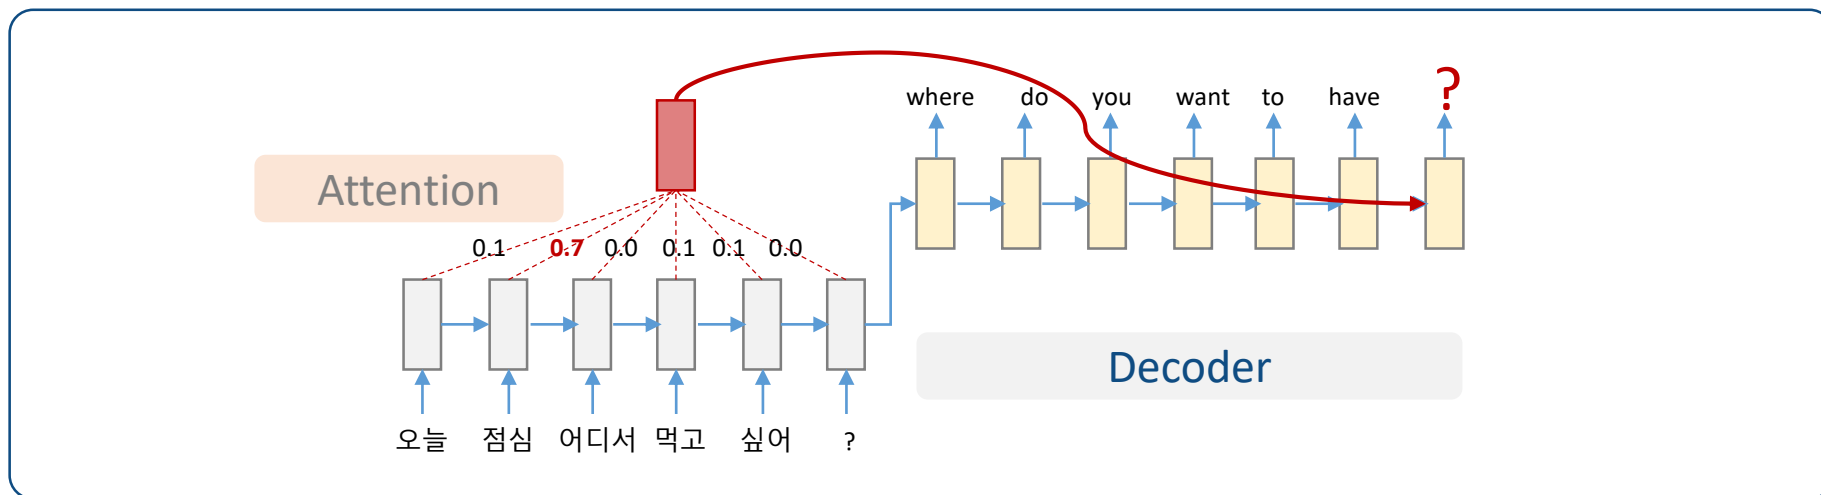 where do you want to have ?
Attention
0.1 0.7 0.0 0.1 0.1 0.0
Decoder
오늘 점심 어디서 먹고 싶어 ?